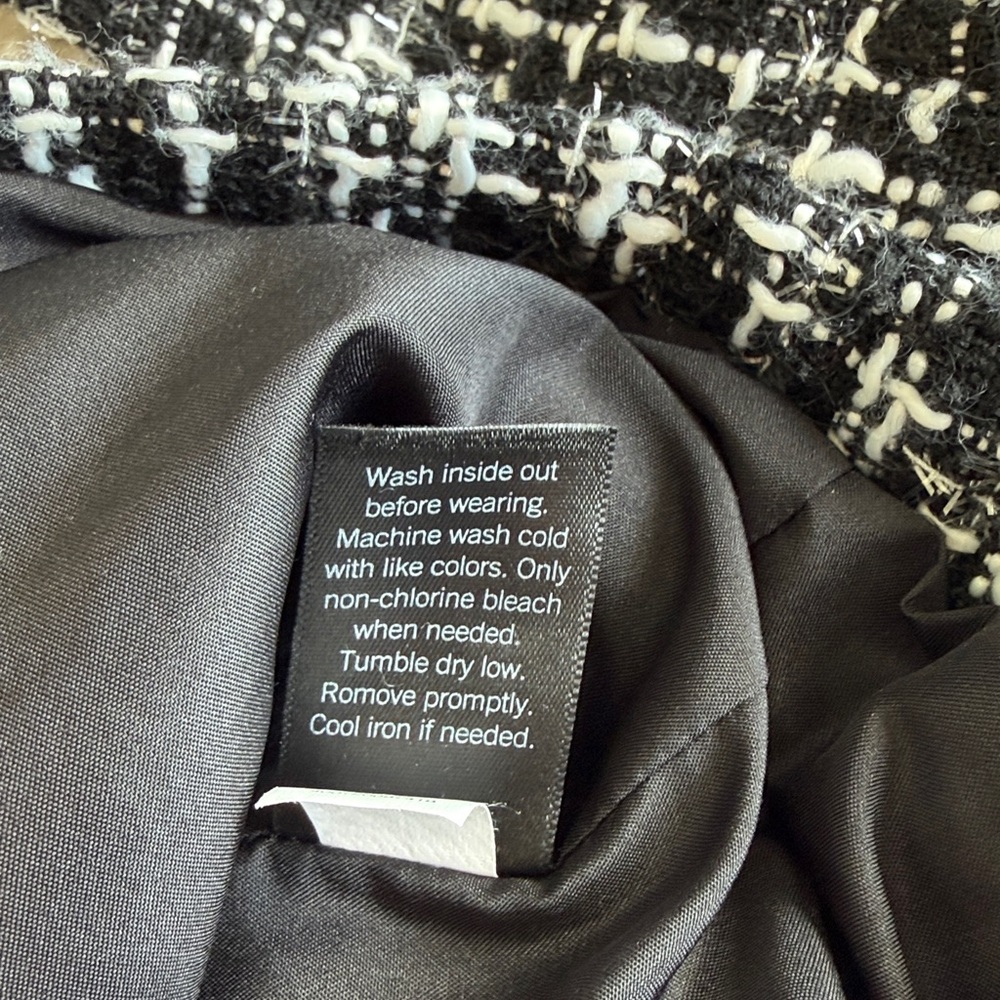 Wash inside out
before wearing.
Machine wash cold
with like colors. Only
non-chlorine bleach
when needed.
Tumble dry low.
Romove promptly.
Cool iron if needed.